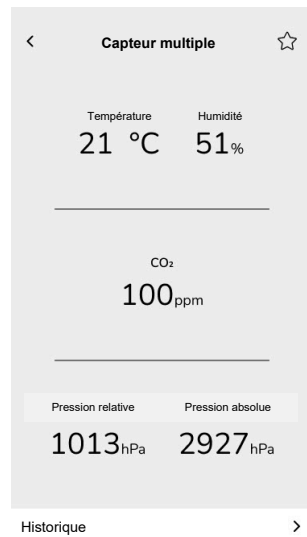 Capteur multiple
Température Humidité
21 °C 51%
CO₂
100ppm
Pression relative Pression absolue
1013hPa 2927hPa
Historique